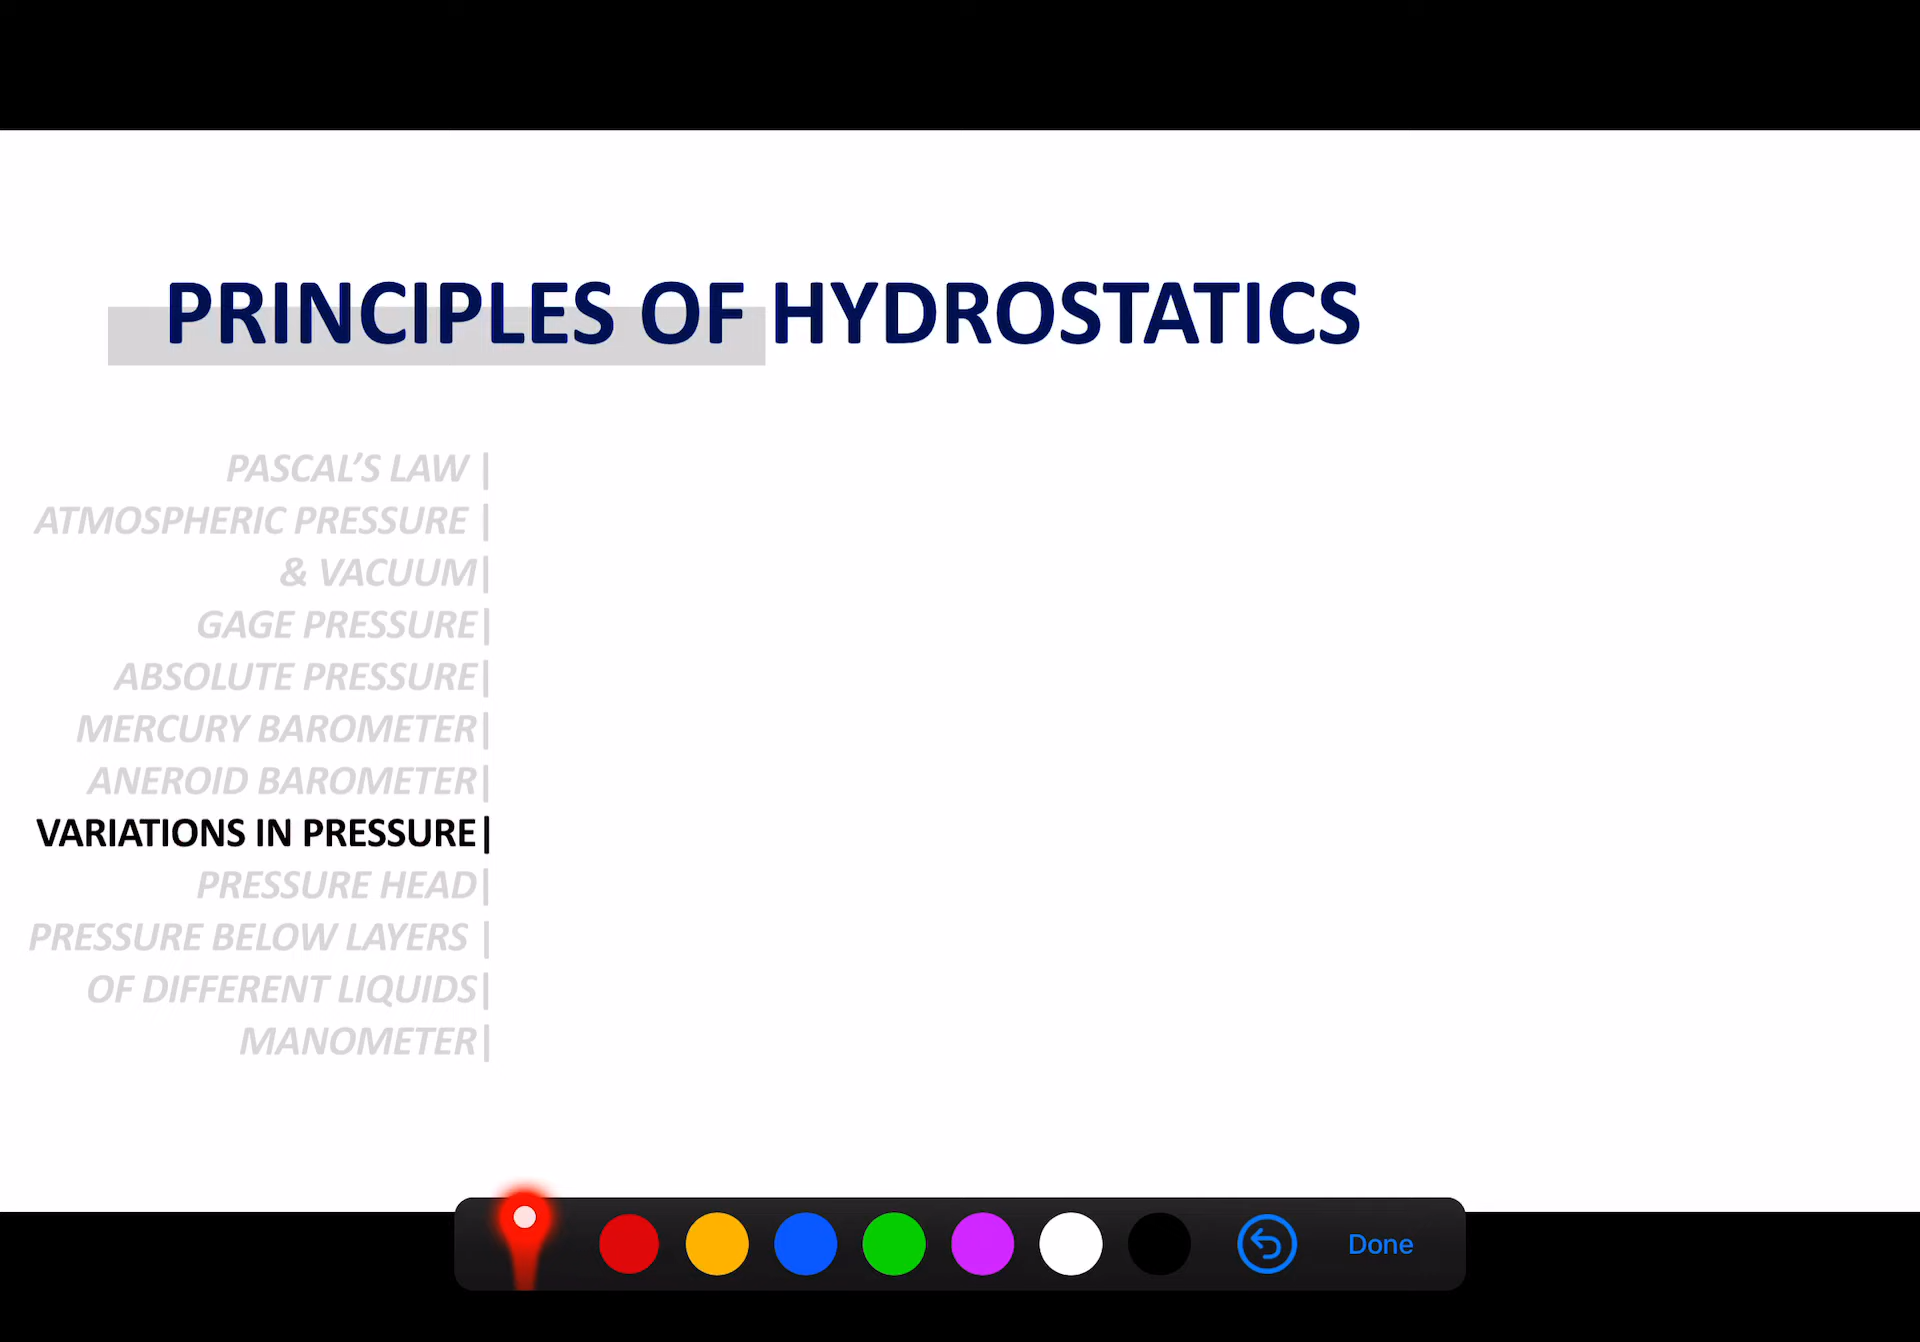 PRINCIPLES OF HYDROSTATICS
PASCAL'S LAW |
ATMOSPHERIC PRESSURE |
& VACUUM|
GAGE PRESSURE|
ABSOLUTE PRESSURE|
MERCURY BAROMETER|
ANEROID BAROMETER|
VARIATIONS IN PRESSURE|
PRESSURE HEAD|
PRESSURE BELOW LAYERS |
OF DIFFERENT LIQUIDS|
MANOMETER|
Done